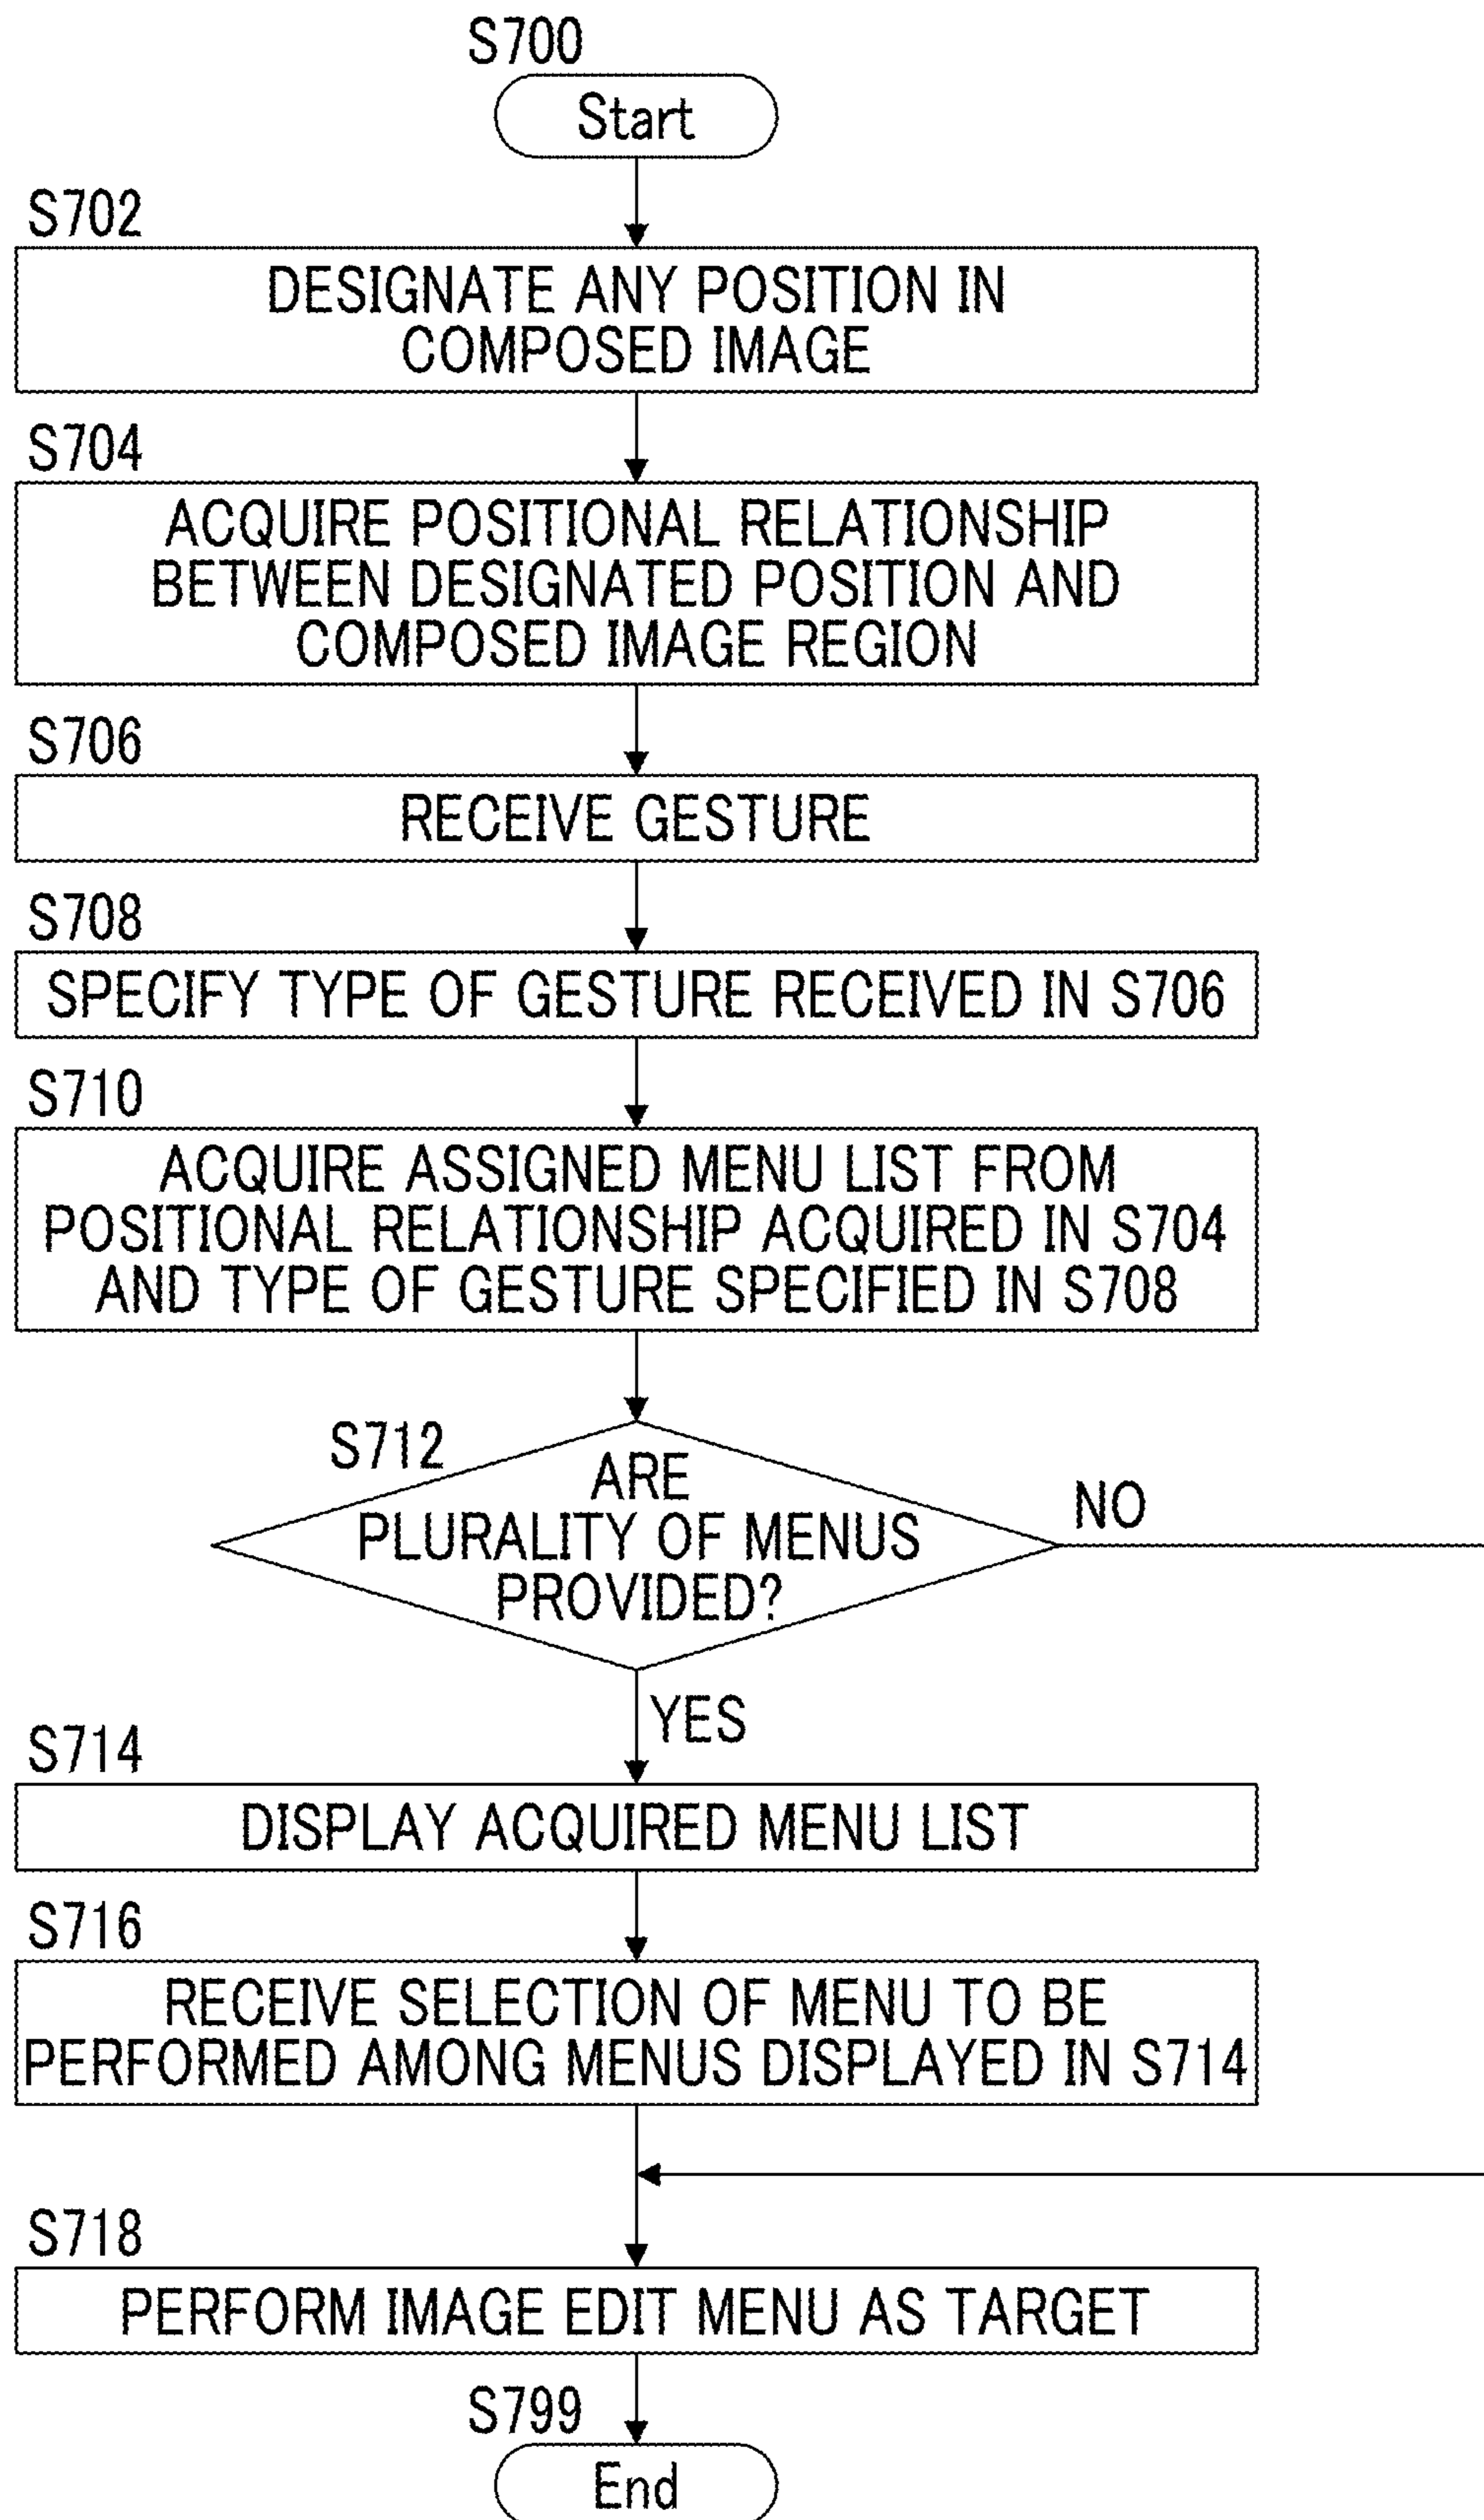 S700
Start
S702
DESIGNATE ANY POSITION IN
COMPOSED IMAGE
S704
ACQUIRE POSITIONAL RELATIONSHIP
BETWEEN DESIGNATED POSITION AND
COMPOSED IMAGE REGION
S706
RECEIVE GESTURE
S708
SPECIFY TYPE OF GESTURE RECEIVED IN S706
S710
ACQUIRE ASSIGNED MENU LIST FROM
POSITIONAL RELATIONSHIP ACQUIRED IN S704
AND TYPE OF GESTURE SPECIFIED IN S708
S712
ARE
PLURALITY OF MENUS
PROVIDED?
NO
YES
S714
DISPLAY ACQUIRED MENU LIST
S716
RECEIVE SELECTION OF MENU TO BE
PERFORMED AMONG MENUS DISPLAYED IN S714
S718
PERFORM IMAGE EDIT MENU AS TARGET
S799
End